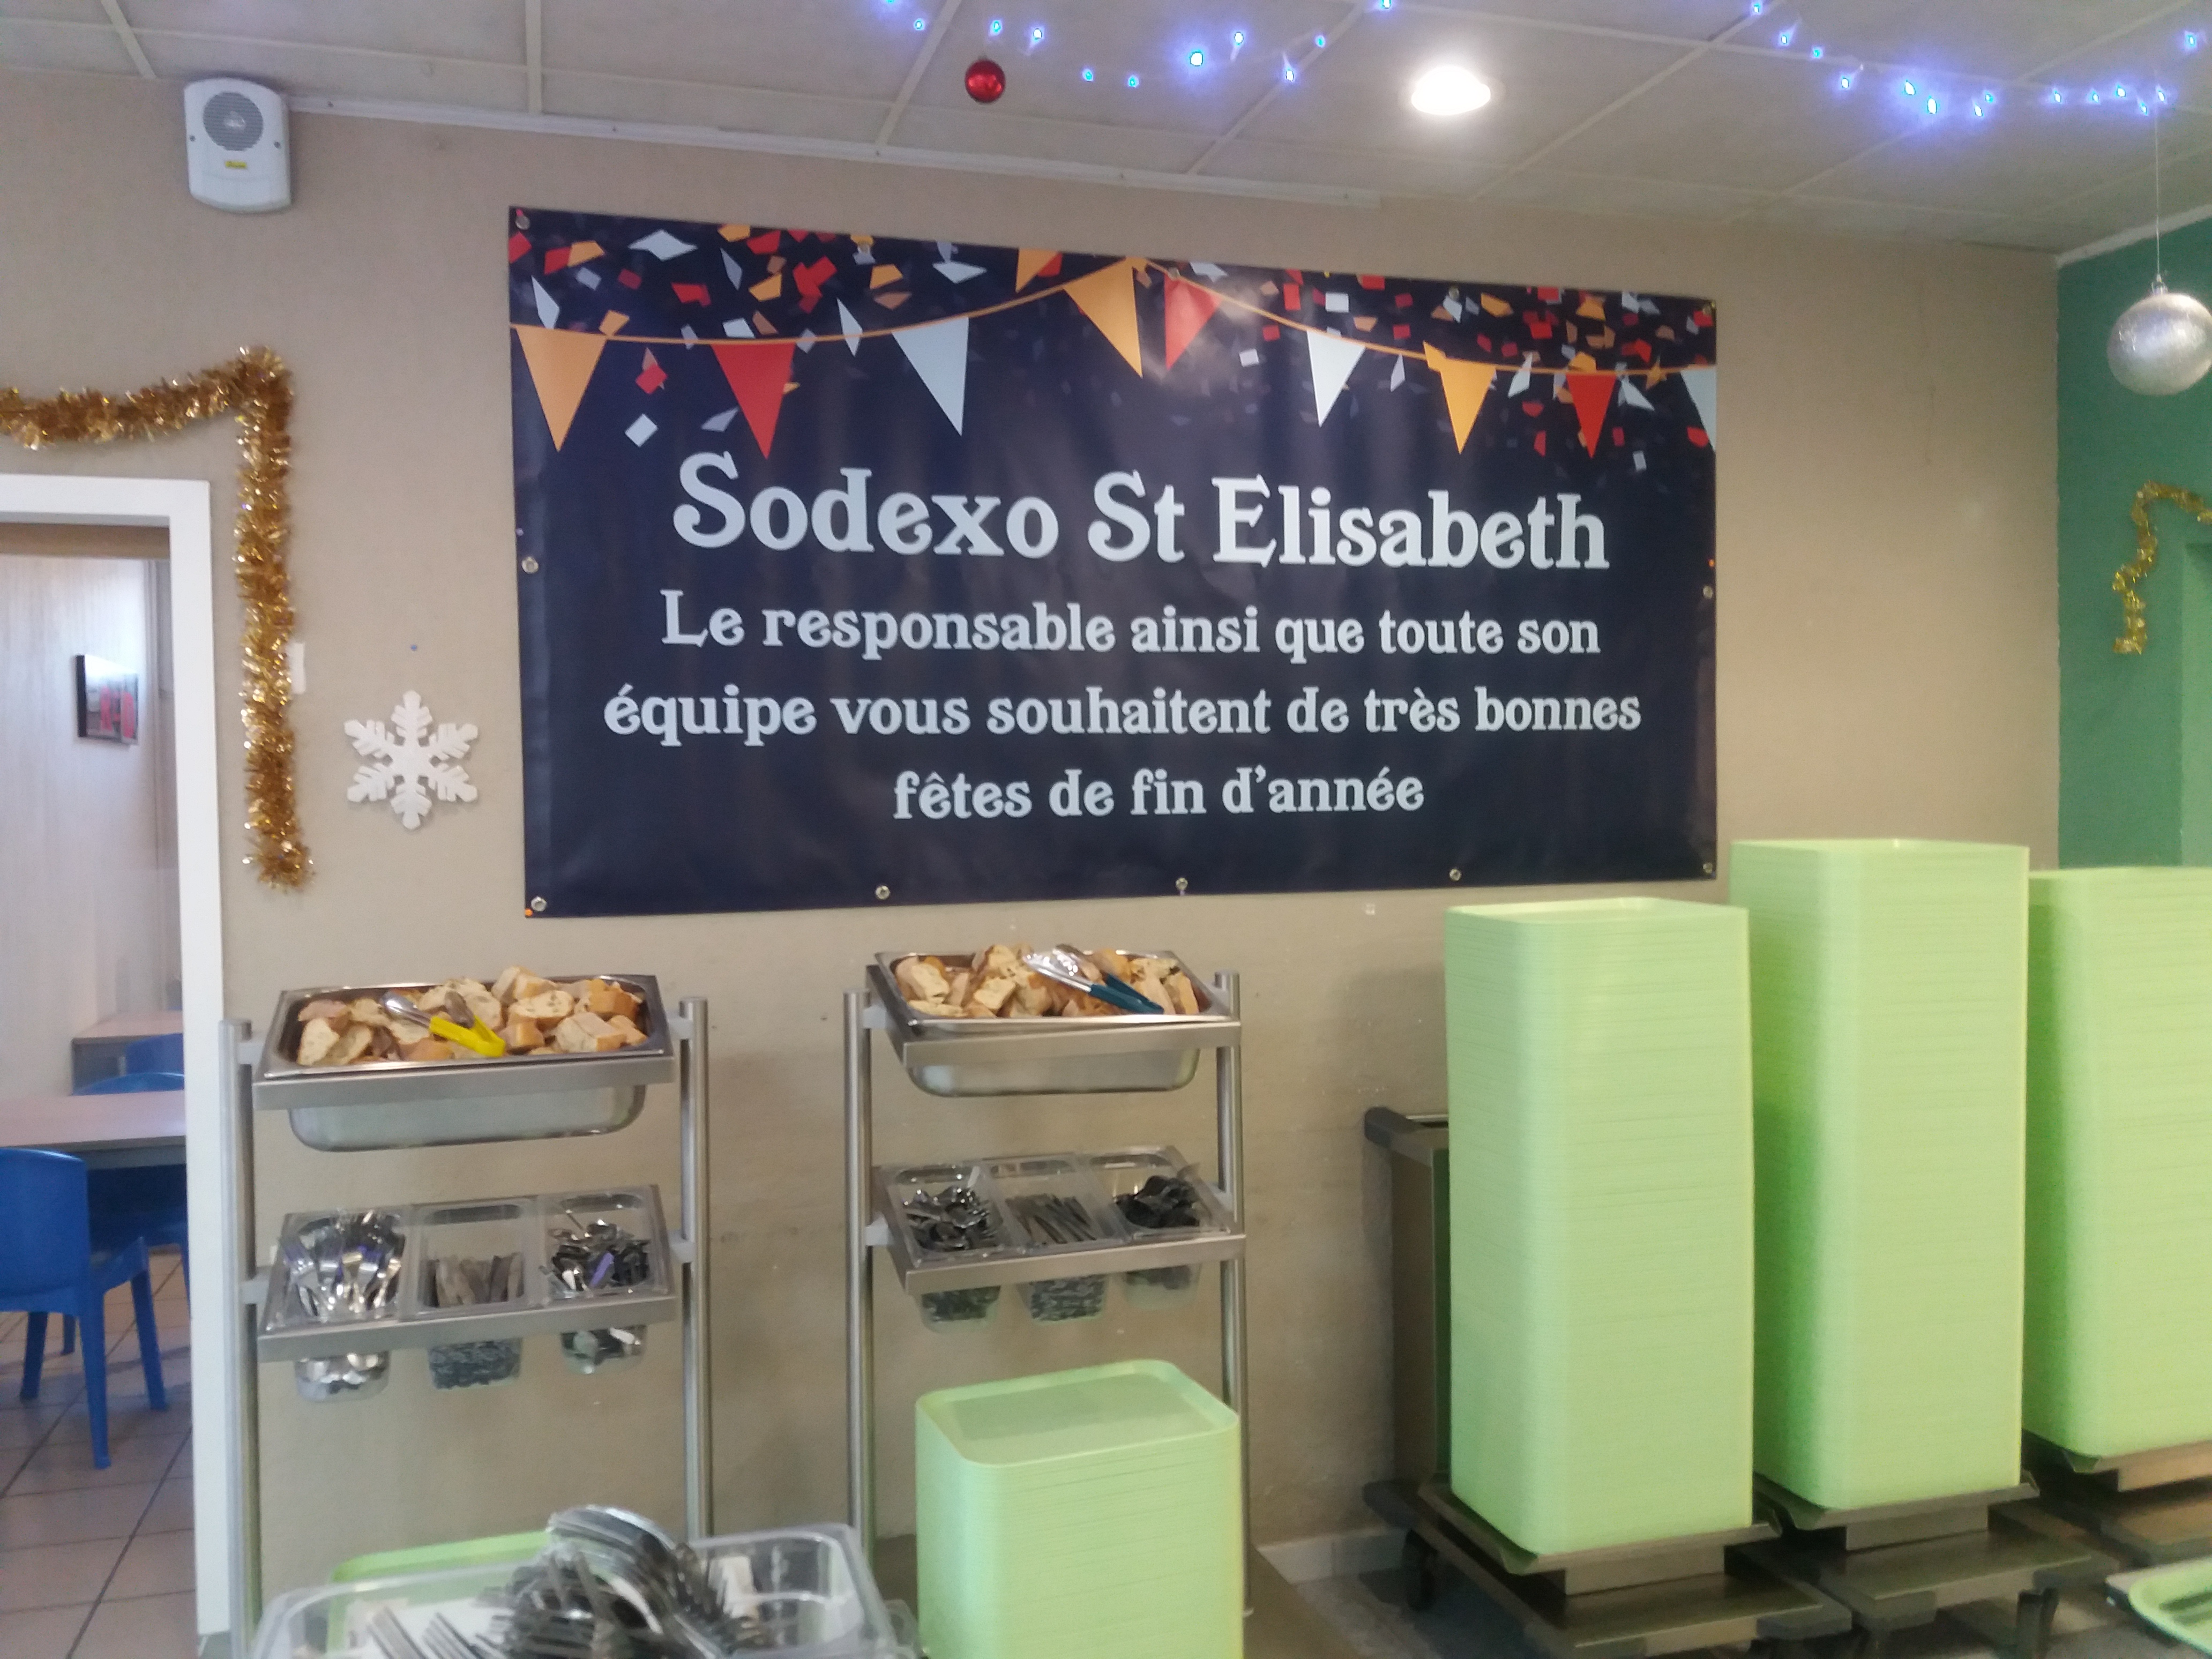 Sodexo St Elisabeth
Le responsable ainsi que toute son
équipe vous souhaitent de très bonnes
fêtes de fin d'année